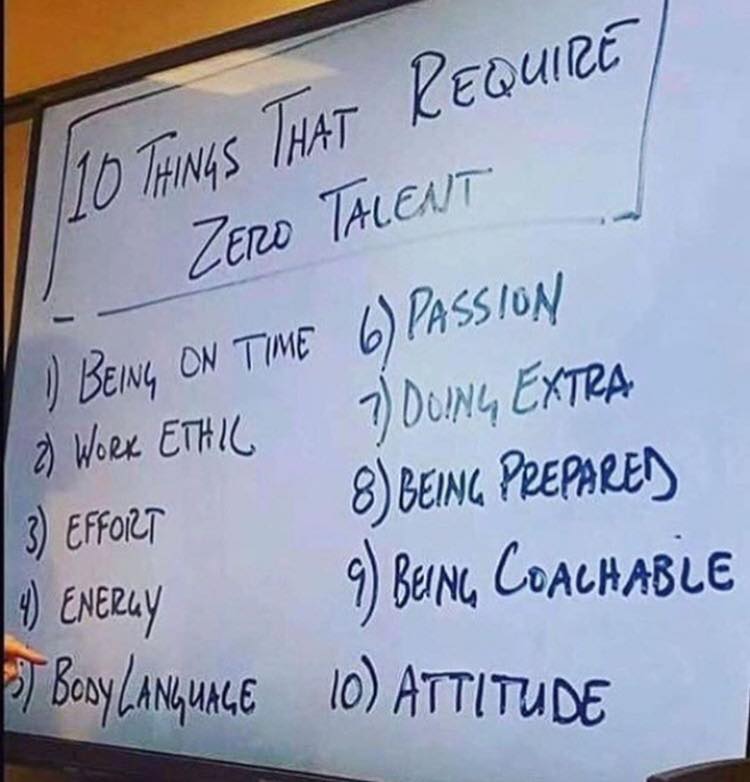 10 THINGS THAT REQUIRE
ZERO TALENT
1) BEING ON TIME
2) WORK ETHIC
3) EFFORT
4) ENERGY
5) BODY LANGUAGE
6) PASSION
7) DOING EXTRA
8) BEING PREPARED
9) BEING COACHABLE
10) ATTITUDE